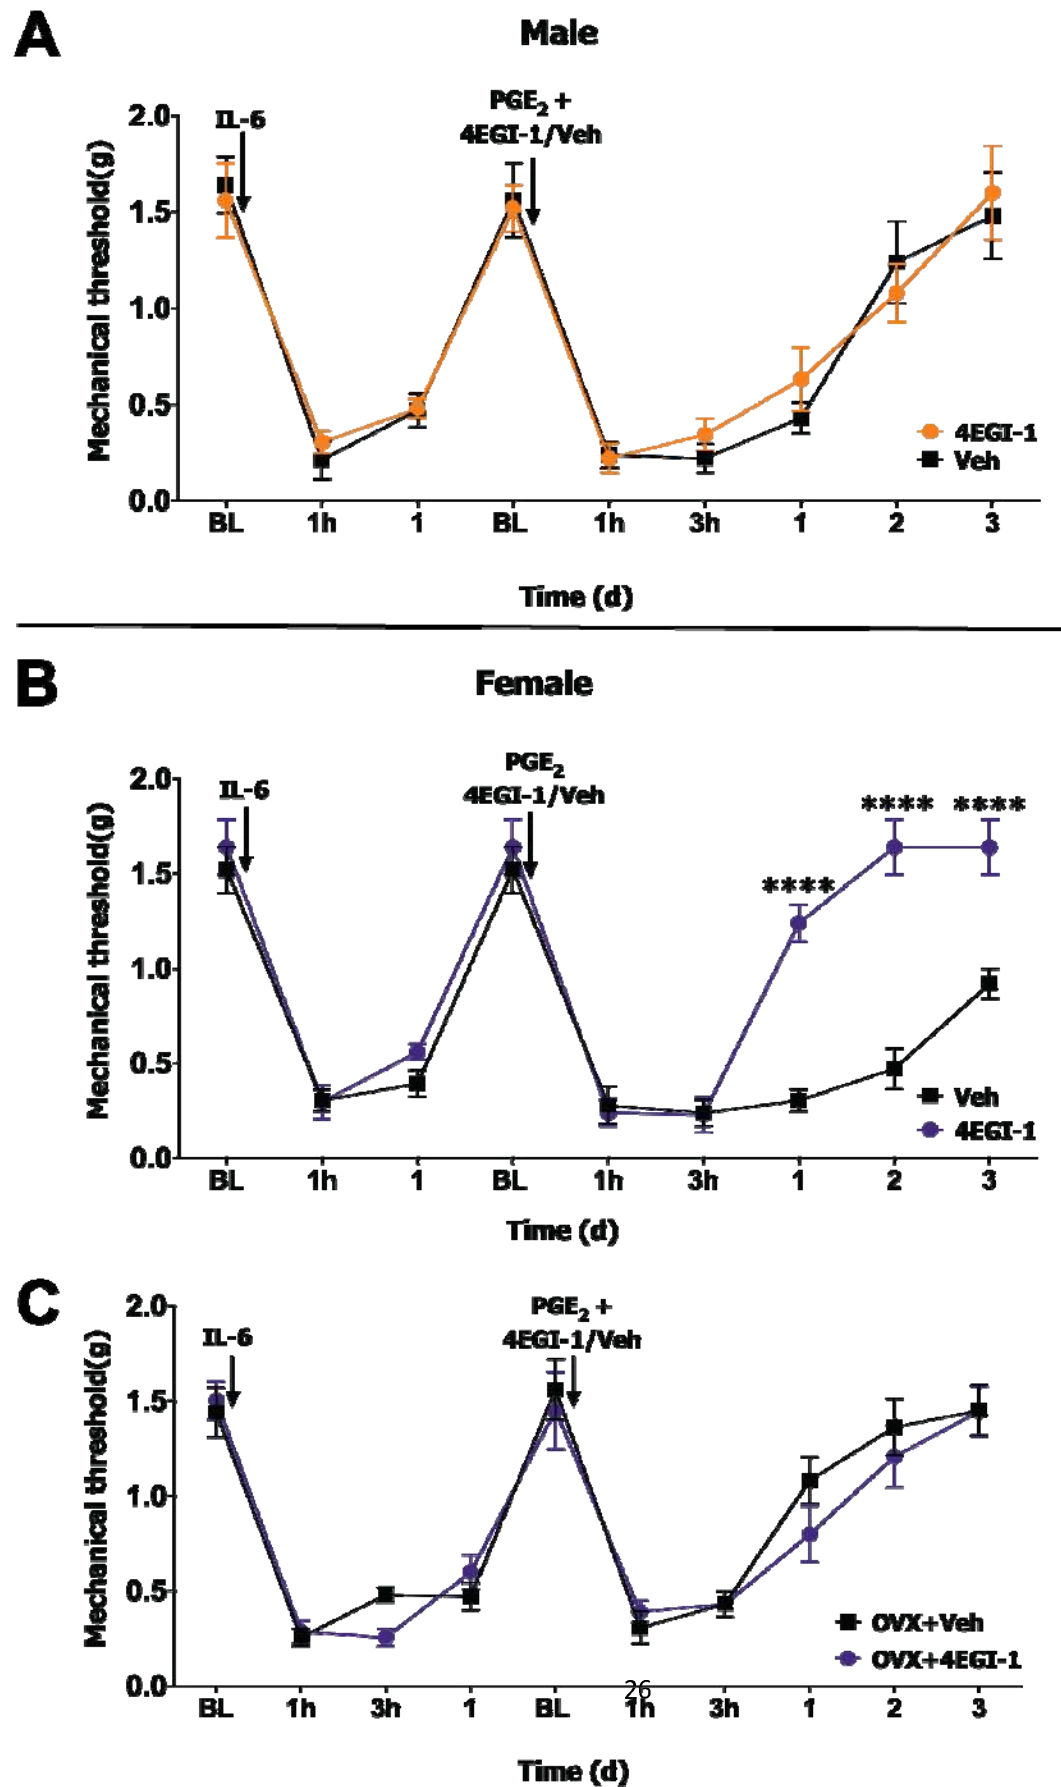 A
Male
Mechanical threshold(g)
2.0
1.5
1.0
0.5
0.0
IL-6
PGE2 +
4EGI-1/Veh
4EGI-1
Veh
BL 1h 1 BL 1h 3h 1 2 3
Time (d)
B
Female
Mechanical threshold(g)
2.0
1.5
1.0
0.5
0.0
IL-6
PGE2
4EGI-1/Veh
**** **** ****
Veh
4EGI-1
BL 1h 1 BL 1h 3h 1 2 3
Time (d)
C
Mechanical threshold(g)
2.0
1.5
1.0
0.5
0.0
IL-6
PGE2 +
4EGI-1/Veh
OVX+Veh
OVX+4EGI-1
26
BL 1h 3h 1 BL 1h 3h 1 2 3
Time (d)